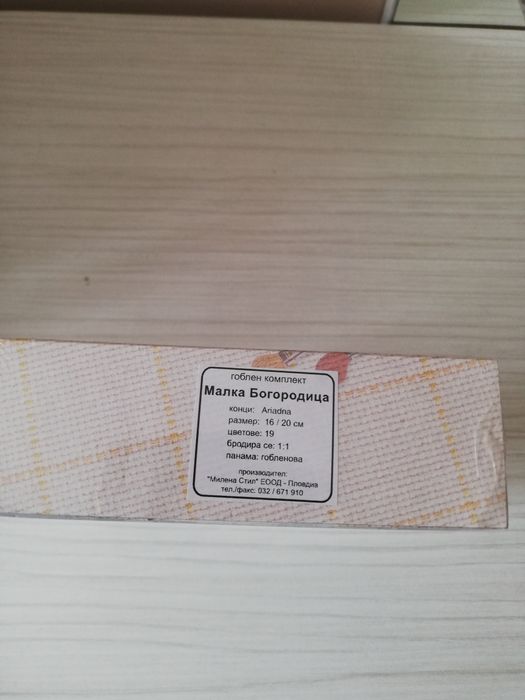 гоблен комплект
Малка Богородица
конци: Ariadna
размер: 16 / 20 см
цветове: 19
бродира се: 1:1
панама: гобленова
производител:
"Милена Стил" ЕООД - Пловдив
тел./факс: 032 / 671 910